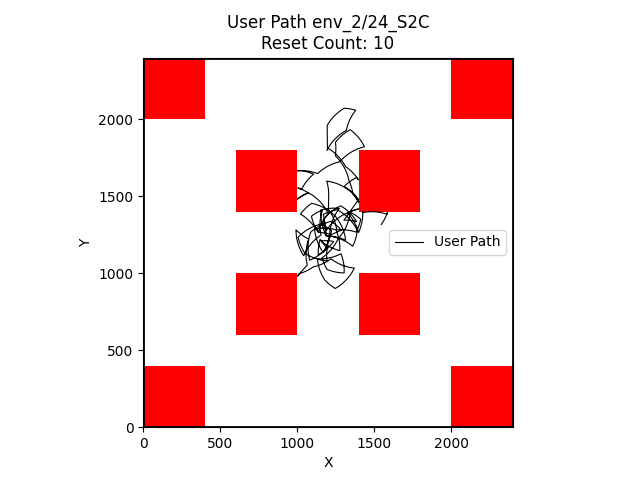 User Path env_2/24_S2C
Reset Count: 10
2000
1500
1000
500
0
Y
User Path
0 500 1000 1500 2000
X